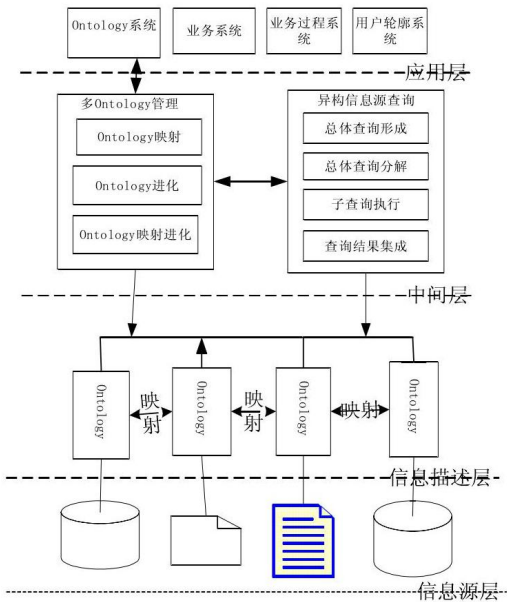 Ontology系统
业务系统
业务过程系
统
用户轮廓系
统
应用层
多Ontology管理
Ontology映射
Ontology进化
Ontology映射进化
异构信息源查询
总体查询形成
总体查询分解
子查询执行
查询结果集成
中间层
Ontology
映
射
Ontology
映
射
Ontology
映射
Ontology
信息描述层
信息源层